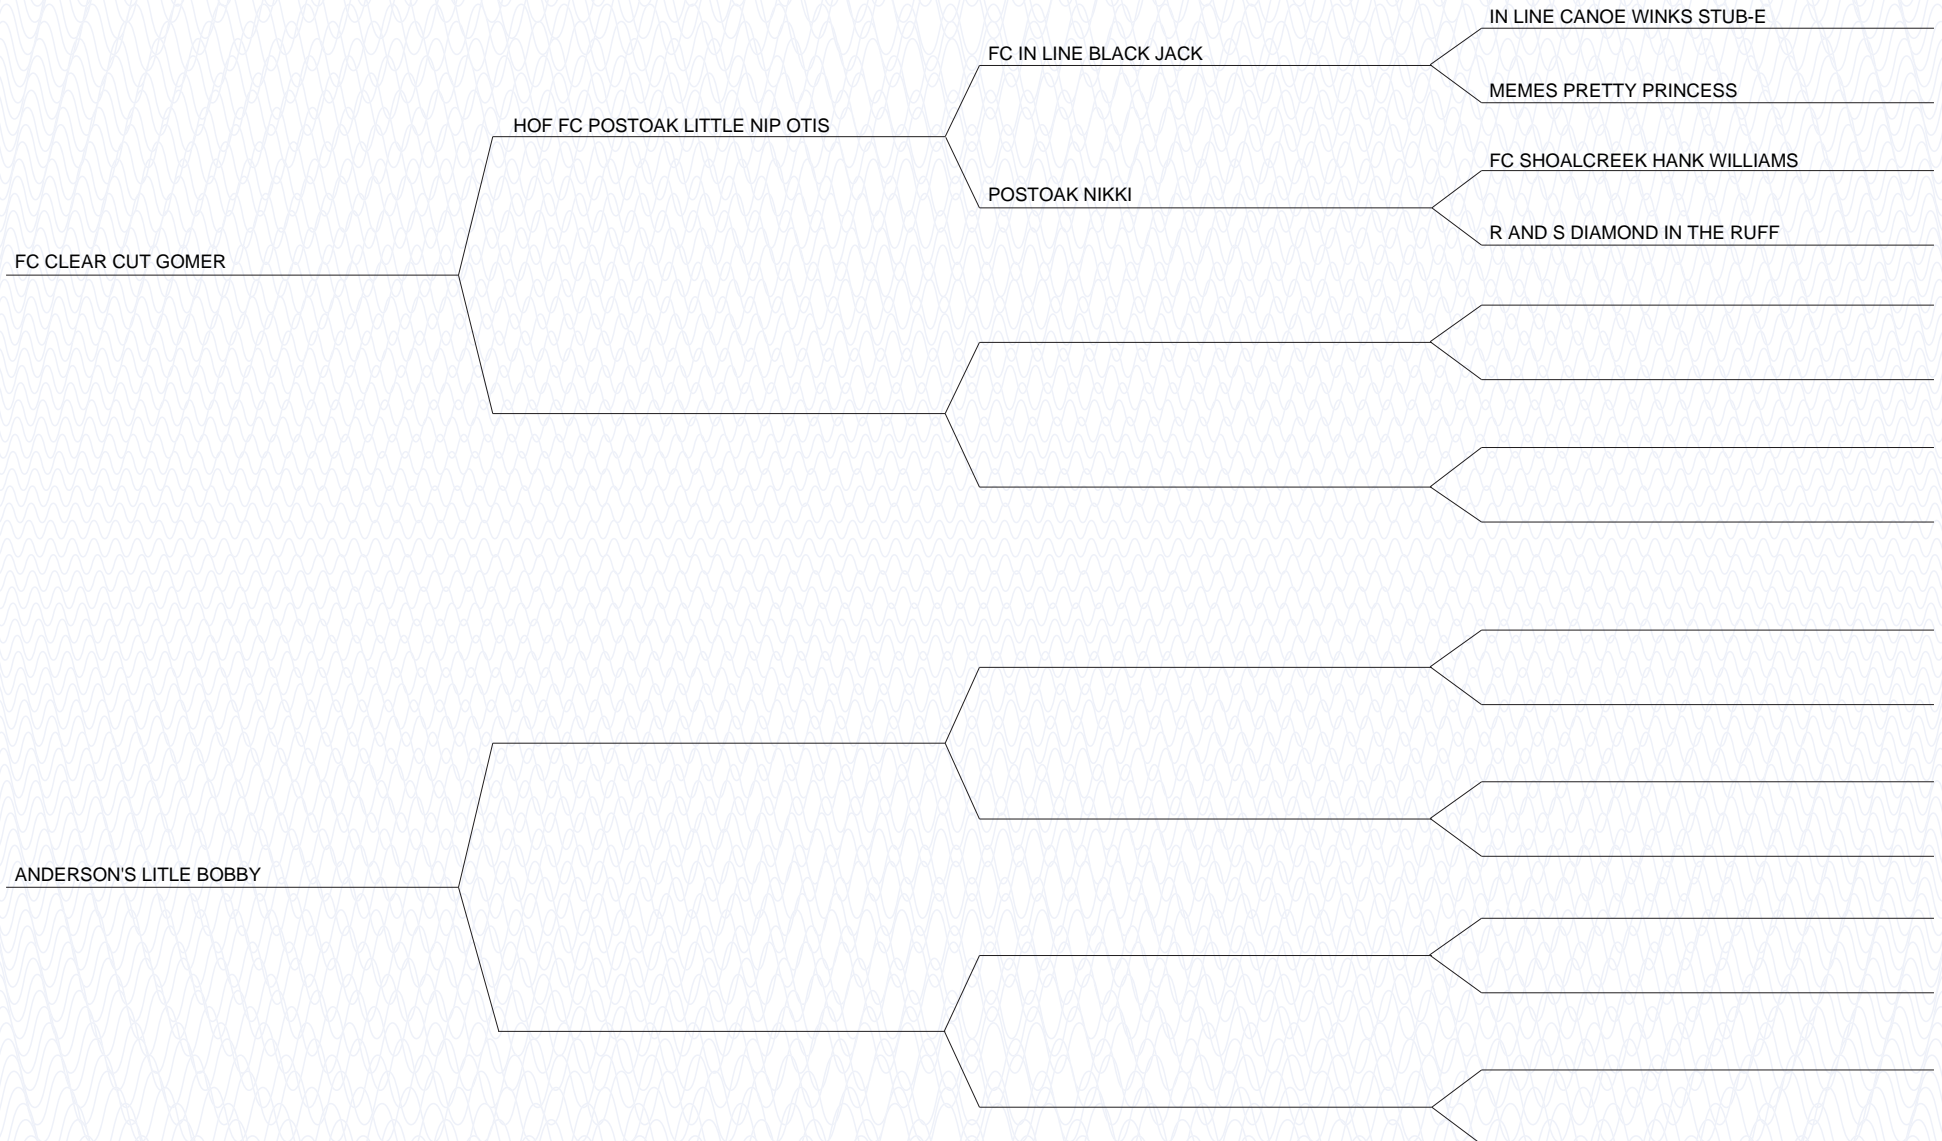 IN LINE CANOE WINKS STUB-E
FC IN LINE BLACK JACK
MEMES PRETTY PRINCESS
HOF FC POSTOAK LITTLE NIP OTIS
FC SHOALCREEK HANK WILLIAMS
POSTOAK NIKKI
R AND S DIAMOND IN THE RUFF
FC CLEAR CUT GOMER
ANDERSON'S LITLE BOBBY